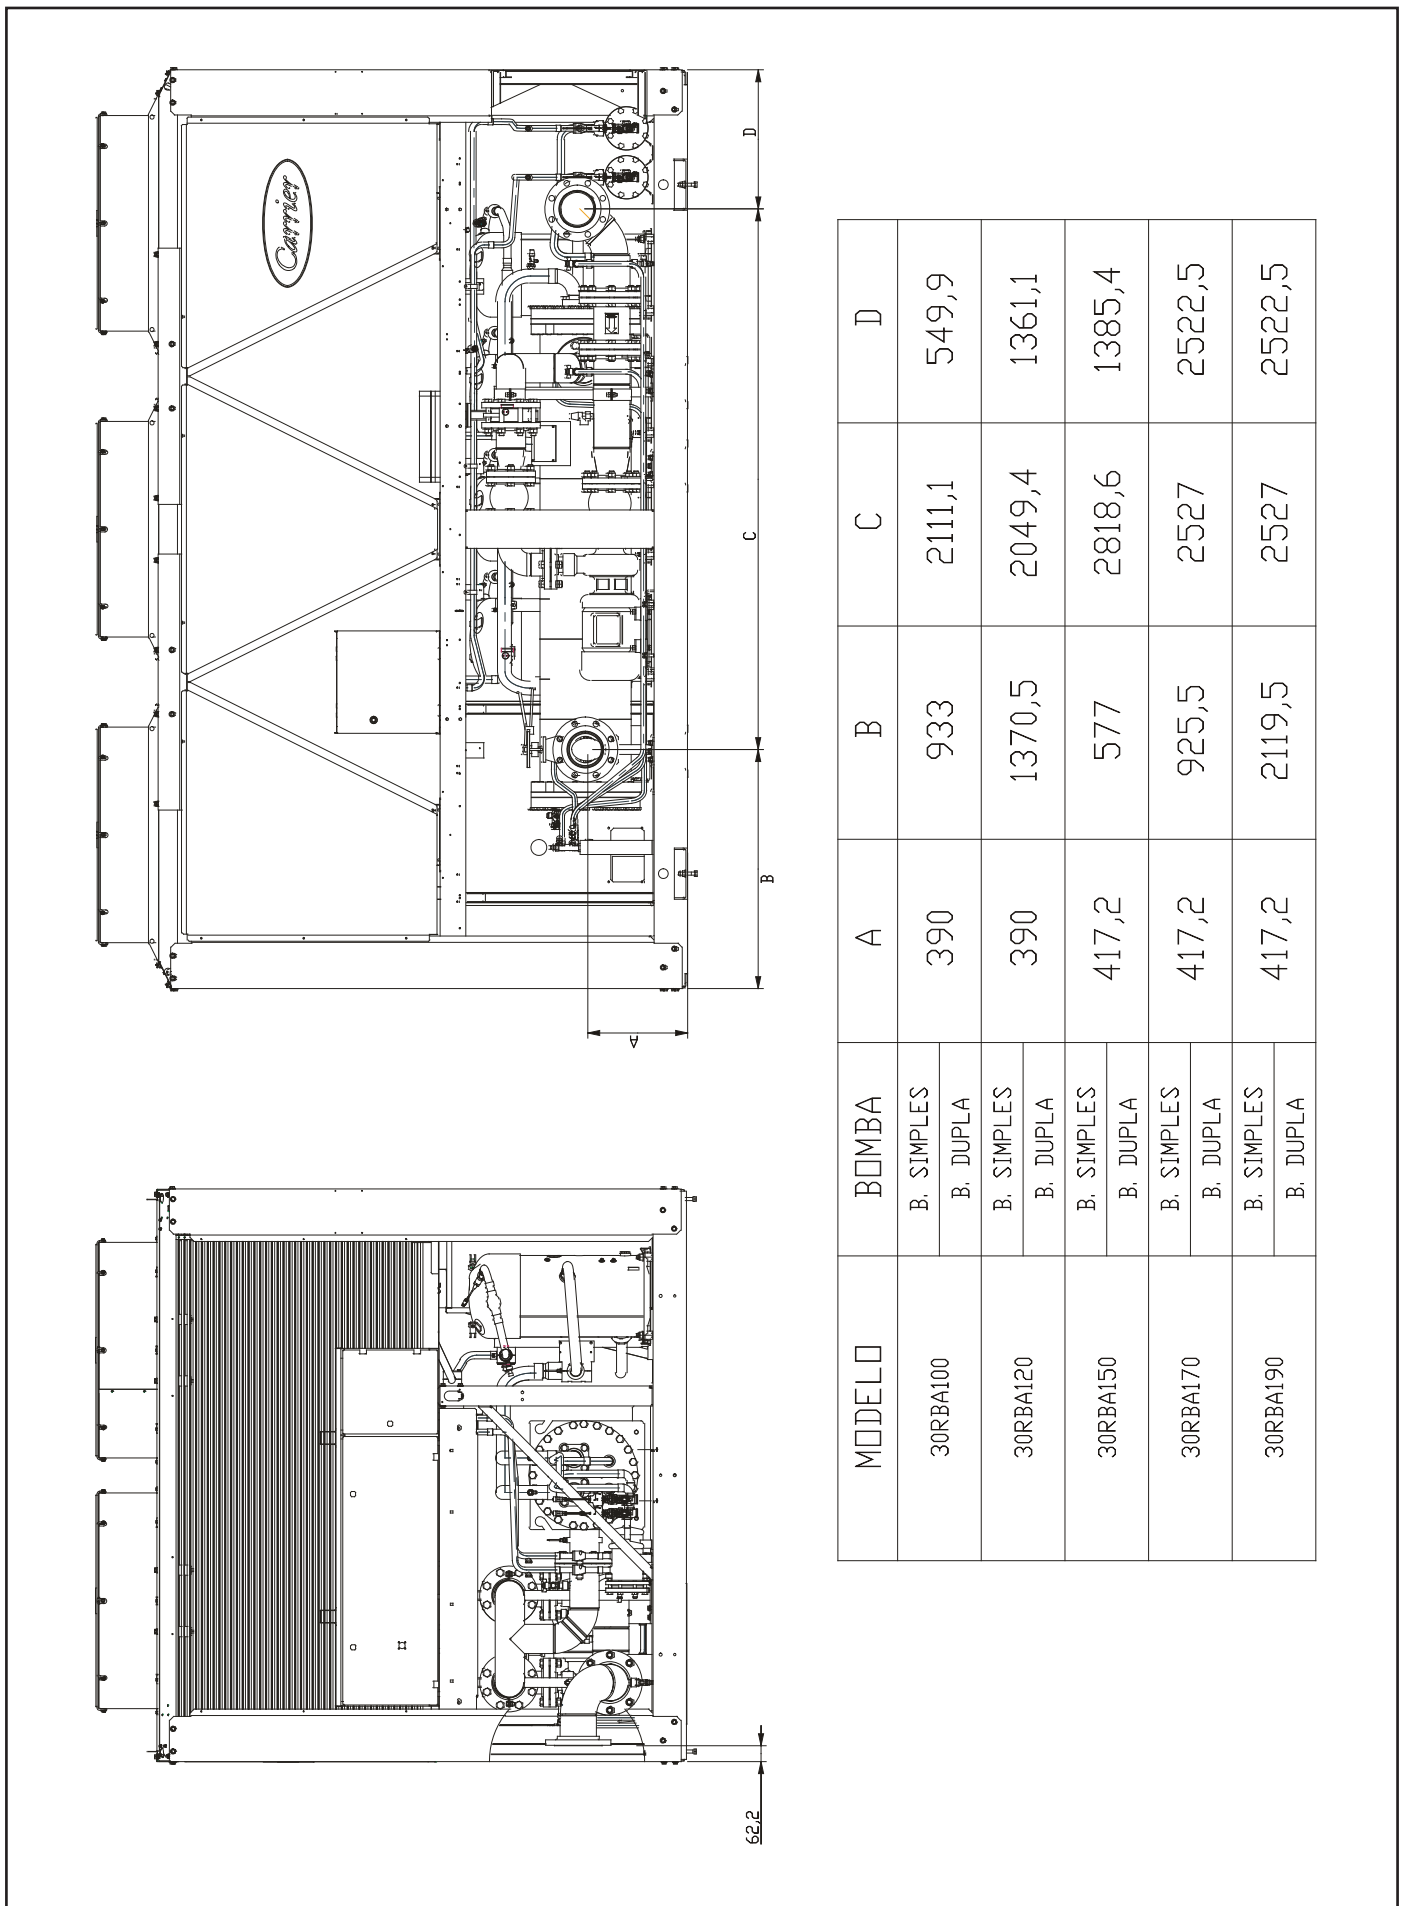 Carrier
A
B
C
D
62,2
MODELO BOMBA A B C D
30RBA100 B. SIMPLES 390 933 2111,1 549,9
B. DUPLA
30RBA120 B. SIMPLES 390 1370,5 2049,4 1361,1
B. DUPLA
30RBA150 B. SIMPLES 417,2 577 2818,6 1385,4
B. DUPLA
30RBA170 B. SIMPLES 417,2 925,5 2527 2522,5
B. DUPLA
30RBA190 B. SIMPLES 417,2 2119,5 2527 2522,5
B. DUPLA